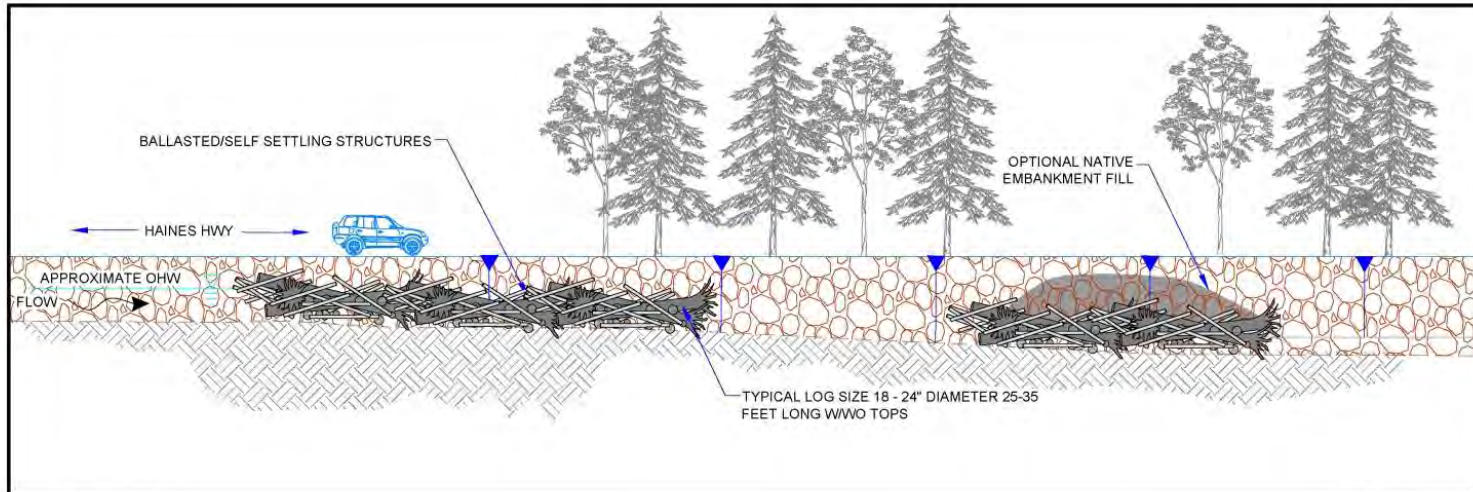 BALLASTED/SELF SETTLING STRUCTURES
OPTIONAL NATIVE
EMBANKMENT FILL
HAINES HWY
APPROXIMATE OHW
FLOW
TYPICAL LOG SIZE 18 - 24" DIAMETER 25-35
FEET LONG W/WO TOPS